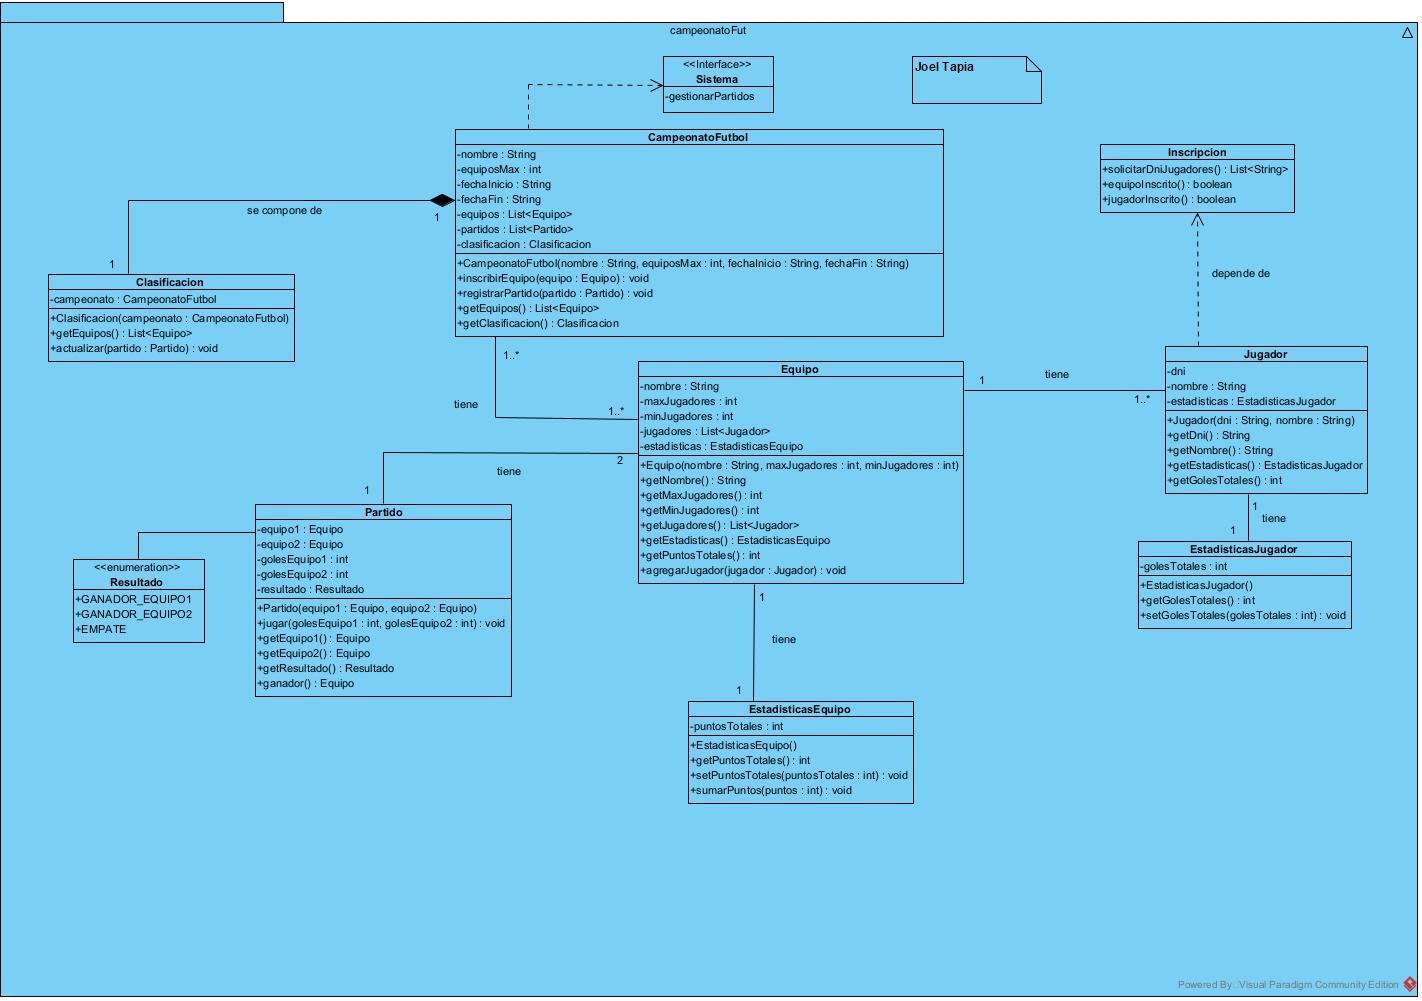 campeonatoFut
<<Interface>>
Sistema
-gestionarPartidos
Joel Tapia
CampeonatoFutbol
-nombre : String
-equiposMax : int
-fechaInicio : String
-fechaFin : String
-equipos : List<Equipo>
-partidos : List<Partido>
-clasificacion : Clasificacion
+CampeonatoFutbol(nombre : String, equiposMax : int, fechaInicio : String, fechaFin : String)
+inscribirEquipo(equipo : Equipo) : void
+registrarPartido(partido : Partido) : void
+getEquipos() : List<Equipo>
+getClasificacion() : Clasificacion
Inscripcion
+solicitarDniJugadores() : List<String>
+equipoInscrito() : boolean
+jugadorInscrito() : boolean
se compone de
1
1
depende de
Clasificacion
-campeonato : CampeonatoFutbol
+Clasificacion(campeonato : CampeonatoFutbol)
+getEquipos() : List<Equipo>
+actualizar(partido : Partido) : void
1..*
tiene
1..*
Equipo
-nombre : String
-maxJugadores : int
-minJugadores : int
-jugadores : List<Jugador>
-estadisticas : EstadisticasEquipo
+Equipo(nombre : String, maxJugadores : int, minJugadores : int)
+getNombre() : String
+getMaxJugadores() : int
+getMinJugadores() : int
+getJugadores() : List<Jugador>
+getEstadisticas() : EstadisticasEquipo
+getPuntosTotales() : int
+agregarJugador(jugador : Jugador) : void
1
tiene
1..*
Jugador
-dni
-nombre : String
-estadisticas : EstadisticasJugador
+Jugador(dni : String, nombre : String)
+getDni() : String
+getNombre() : String
+getEstadisticas() : EstadisticasJugador
+getGolesTotales() : int
2
tiene
1
Partido
-equipo1 : Equipo
-equipo2 : Equipo
-golesEquipo1 : int
-golesEquipo2 : int
-resultado : Resultado
+Partido(equipo1 : Equipo, equipo2 : Equipo)
+jugar(golesEquipo1 : int, golesEquipo2 : int) : void
+getEquipo1() : Equipo
+getEquipo2() : Equipo
+getResultado() : Resultado
+ganador() : Equipo
<<enumeration>>
Resultado
+GANADOR_EQUIPO1
+GANADOR_EQUIPO2
+EMPATE
1
tiene
1
EstadisticasJugador
-golesTotales : int
+EstadisticasJugador()
+getGolesTotales() : int
+setGolesTotales(golesTotales : int) : void
1
tiene
1
EstadisticasEquipo
-puntosTotales : int
+EstadisticasEquipo()
+getPuntosTotales() : int
+setPuntosTotales(puntosTotales : int) : void
+sumarPuntos(puntos : int) : void
Powered By Visual Paradigm Community Edition